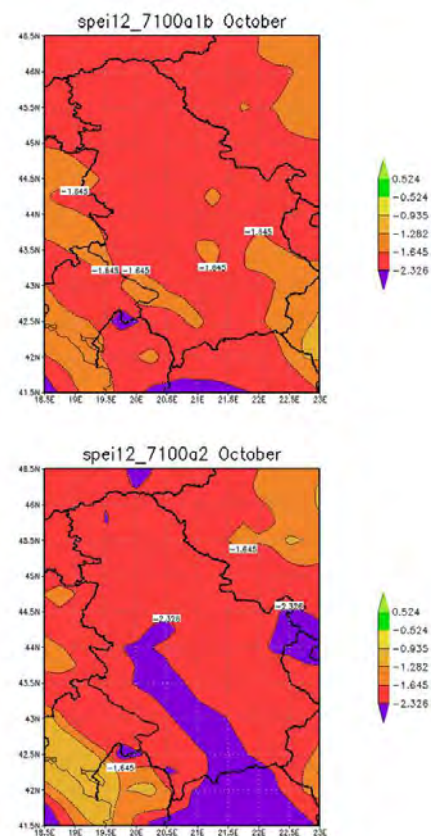 spei12_7100a1b October
46.5N
46N
45.5N
45N
44.5N
44N
43.5N
43N
42.5N
42N
41.5N
-1.645
-1.645
-1.645 -1.645
-1.645
18.5E 19E 19.5E 20E 20.5E 21E 21.5E 22E 22.5E 23E
0.524
-0.524
-0.935
-1.282
-1.645
-2.326
spei12_7100a2 October
46.5N
46N
45.5N
45N
44.5N
44N
43.5N
43N
42.5N
42N
41.5N
-1.645
-2.326
-2.326
-1.645
18.5E 19E 19.5E 20E 20.5E 21E 21.5E 22E 22.5E 23E
0.524
-0.524
-0.935
-1.282
-1.645
-2.326